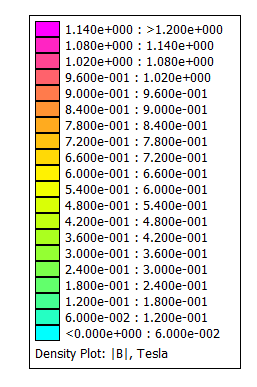 1.140e+000 : >1.200e+000
1.080e+000 : 1.140e+000
1.020e+000 : 1.080e+000
9.600e-001 : 1.020e+000
9.000e-001 : 9.600e-001
8.400e-001 : 9.000e-001
7.800e-001 : 8.400e-001
7.200e-001 : 7.800e-001
6.600e-001 : 7.200e-001
6.000e-001 : 6.600e-001
5.400e-001 : 6.000e-001
4.800e-001 : 5.400e-001
4.200e-001 : 4.800e-001
3.600e-001 : 4.200e-001
3.000e-001 : 3.600e-001
2.400e-001 : 3.000e-001
1.800e-001 : 2.400e-001
1.200e-001 : 1.800e-001
6.000e-002 : 1.200e-001
<0.000e+000 : 6.000e-002
Density Plot: |B|, Tesla